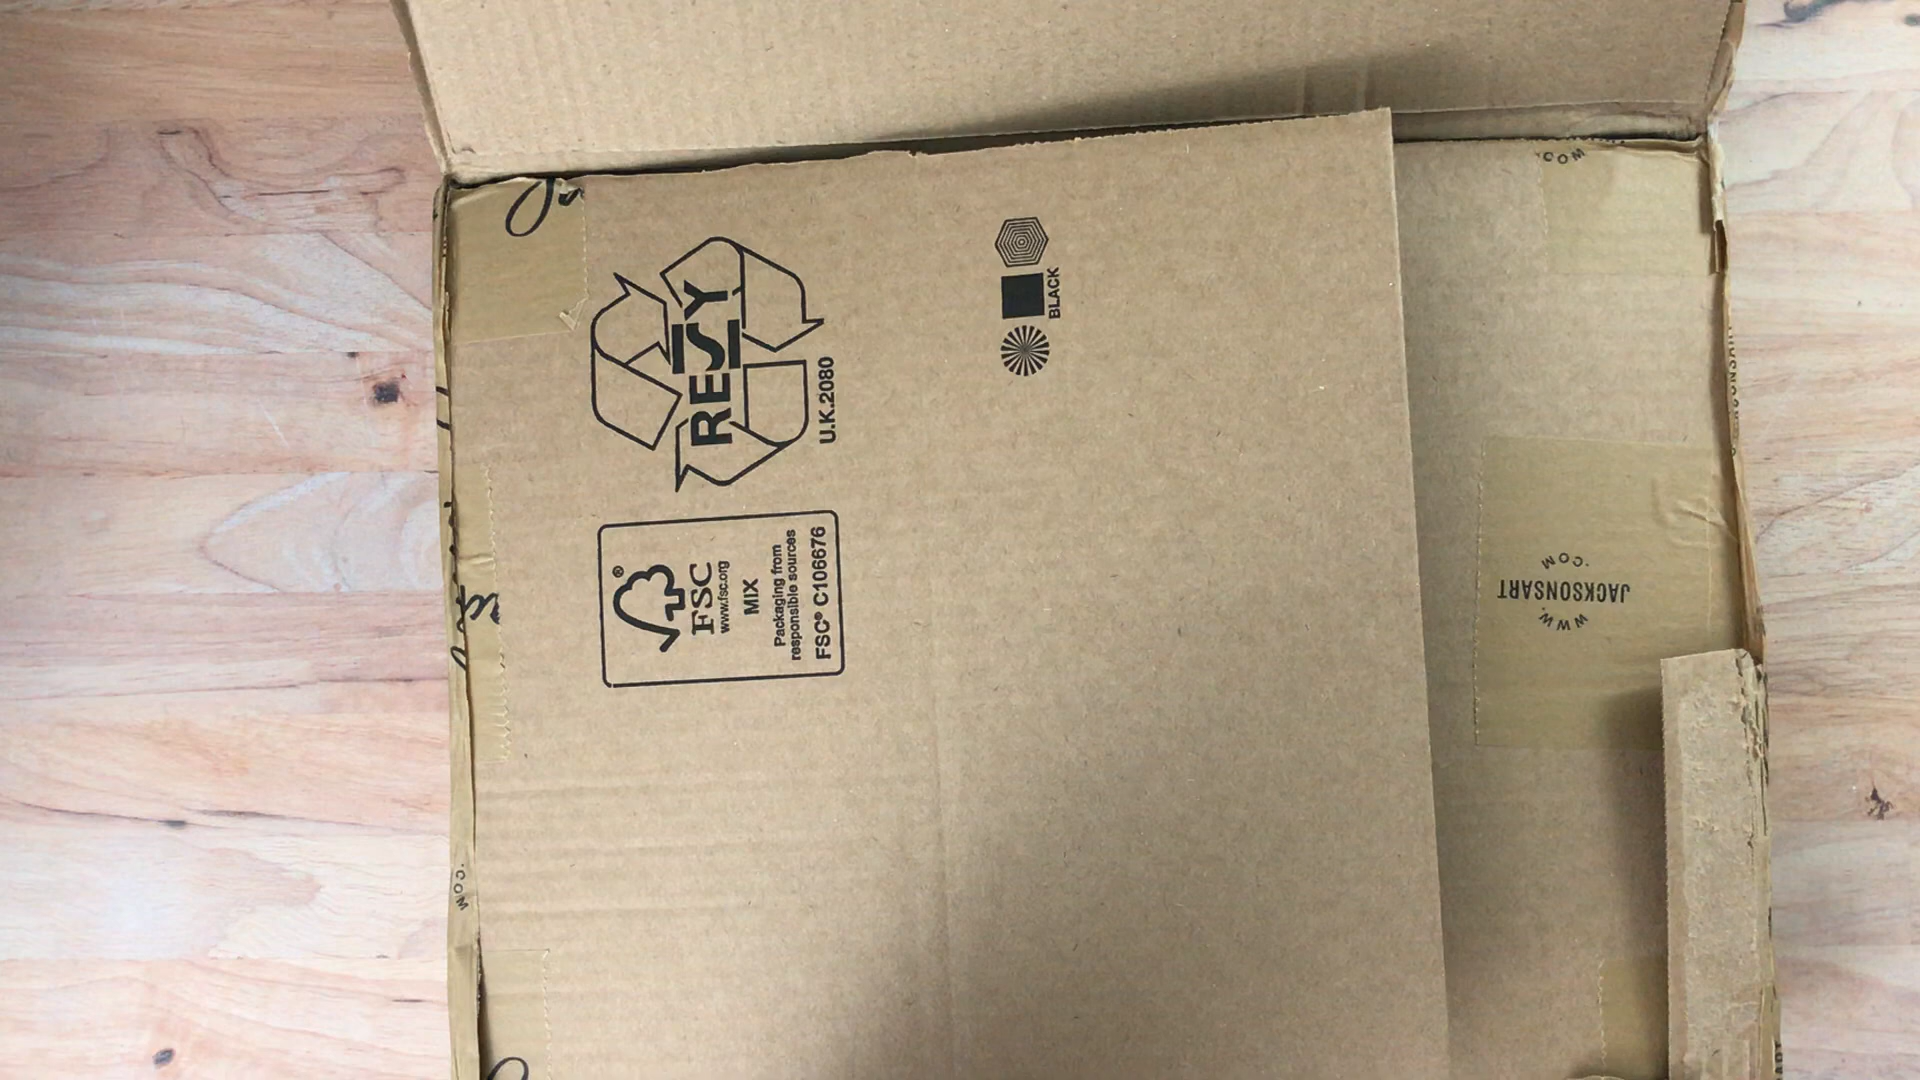 RESY
U.K.2080
BLACK
®
FSC
www.fsc.org
MIX
Packaging from
responsible sources
FSC® C106676
WWW.
JACKSONSART
.COM
.COM